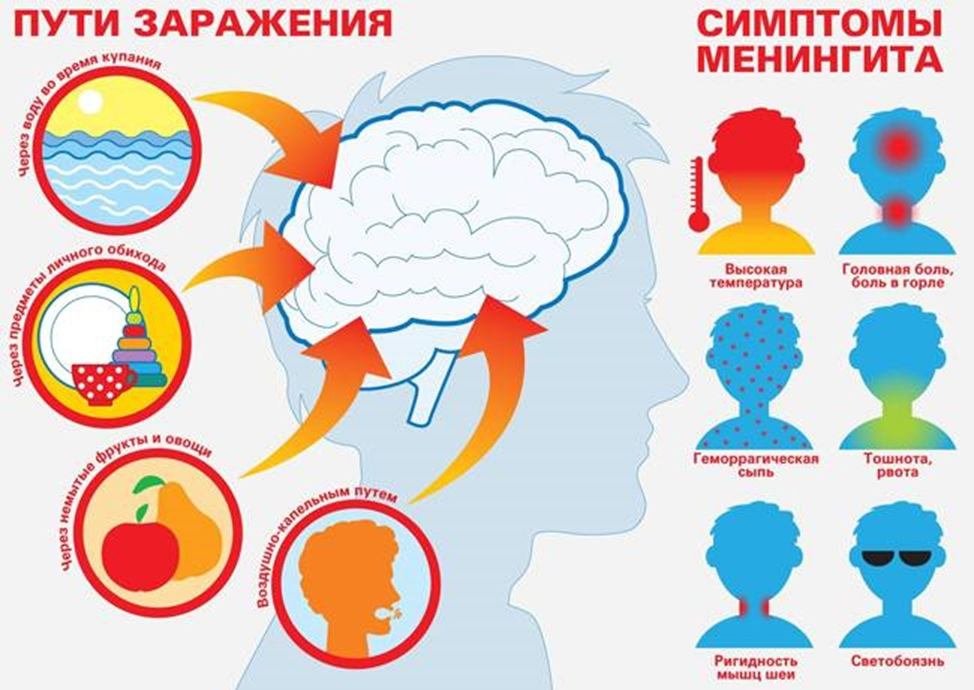 ПУТИ ЗАРАЖЕНИЯ
Через воду во время купания
Через предметы личного обихода
Через немытые фрукты и овощи
Воздушно-капельным путем
СИМПТОМЫ
МЕНИНГИТА
Высокая
температура
Головная боль,
боль в горле
Геморрагическая
сыпь
Тошнота,
рвота
Ригидность
мышц шеи
Светобоязнь